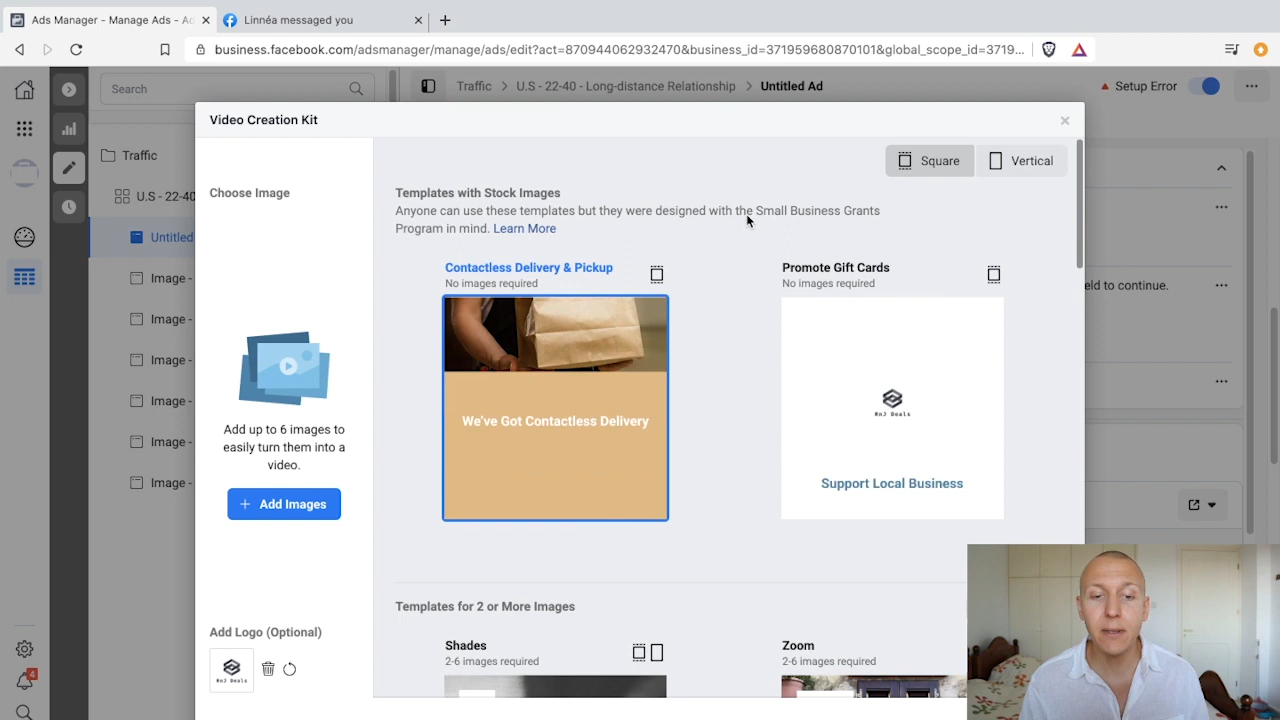 Ads Manager - Manage Ads - Ad
Linnéa messaged you
business.facebook.com/adsmanager/manage/ads/edit?act=870944062932470&business_id=371959680870101&global_scope_id=3719...
Search
Traffic
U.S - 22-40 - Long-distance Relationship
Untitled Ad
Setup Error
Video Creation Kit
Traffic
Square
Vertical
U.S - 22-40
Choose Image
Templates with Stock Images
Anyone can use these templates but they were designed with the Small Business Grants
Program in mind. Learn More
Untitled
Contactless Delivery & Pickup
No images required
Promote Gift Cards
No images required
Image -
eld to continue.
Image -
Image -
Image -
Image -
Image -
We've Got Contactless Delivery
RnJ Deals
Support Local Business
Add up to 6 images to
easily turn them into a
video.
+ Add Images
Templates for 2 or More Images
Add Logo (Optional)
RnJ Deals
Shades
2-6 images required
Zoom
2-6 images required
4